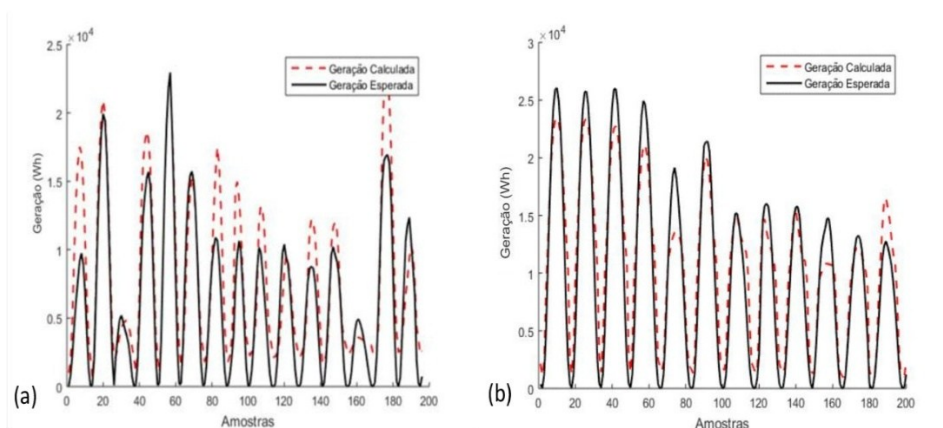 ×10⁴
2.5
2
1.5
1
0.5
0
Geração (Wh)
Geração Calculada
Geração Esperada
0 20 40 60 80 100 120 140 160 180 200
Amostras
(a)
×10⁴
3
2.5
2
1.5
1
0.5
0
Geração (Wh)
Geração Calculada
Geração Esperada
0 20 40 60 80 100 120 140 160 180 200
Amostras
(b)